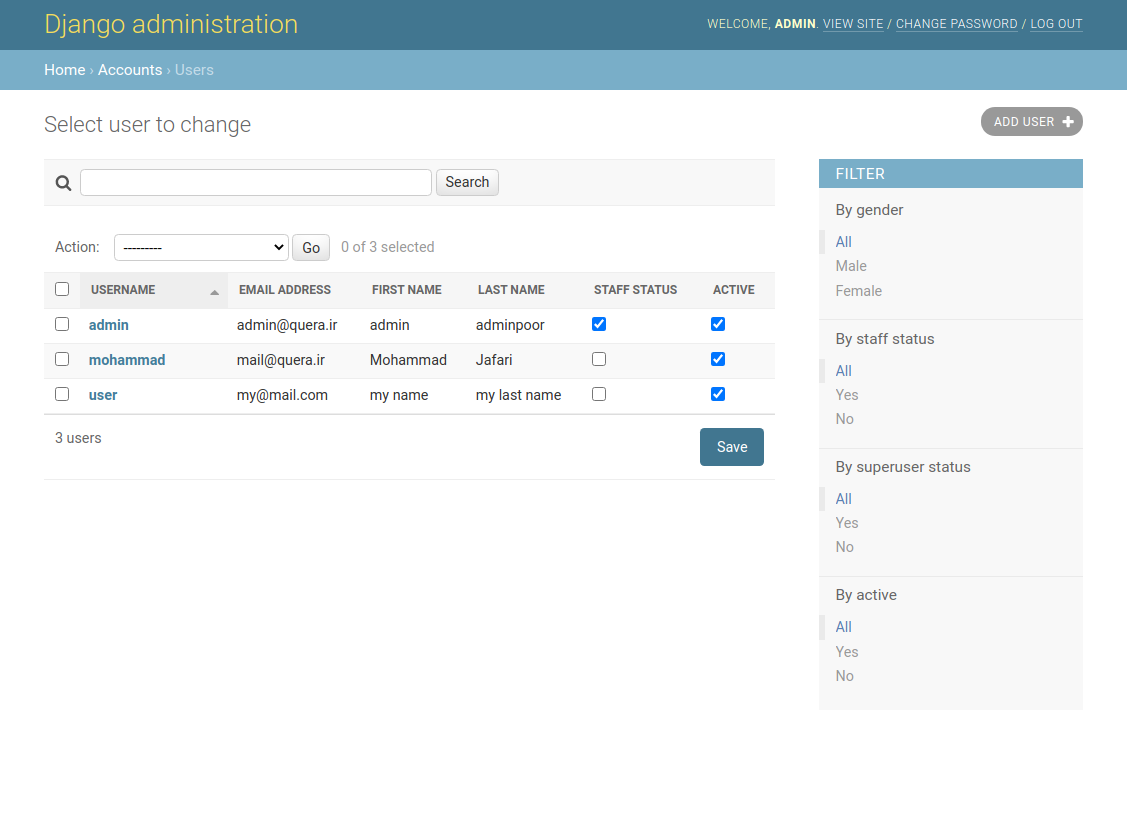 Django administration
WELCOME, ADMIN. VIEW SITE / CHANGE PASSWORD / LOG OUT
Home › Accounts › Users
Select user to change
ADD USER +
Search
Action: --------- Go 0 of 3 selected
USERNAME EMAIL ADDRESS FIRST NAME LAST NAME STAFF STATUS ACTIVE
admin admin@quera.ir admin adminpoor
mohammad mail@quera.ir Mohammad Jafari
user my@mail.com my name my last name
3 users
Save
FILTER
By gender
All
Male
Female
By staff status
All
Yes
No
By superuser status
All
Yes
No
By active
All
Yes
No